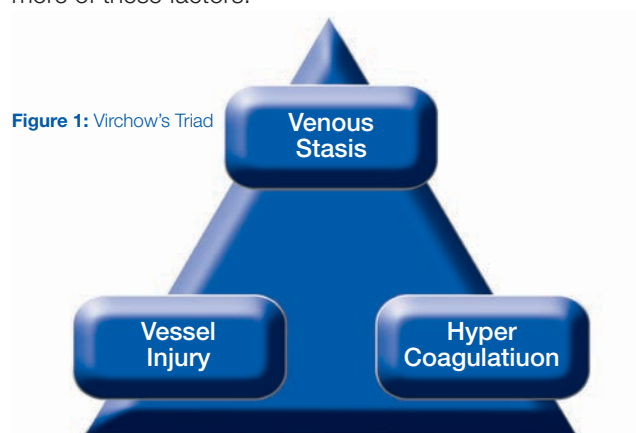 more of these factors.
Figure 1: Virchow's Triad
Venous
Stasis
Vessel
Injury
Hyper
Coagulatiuon